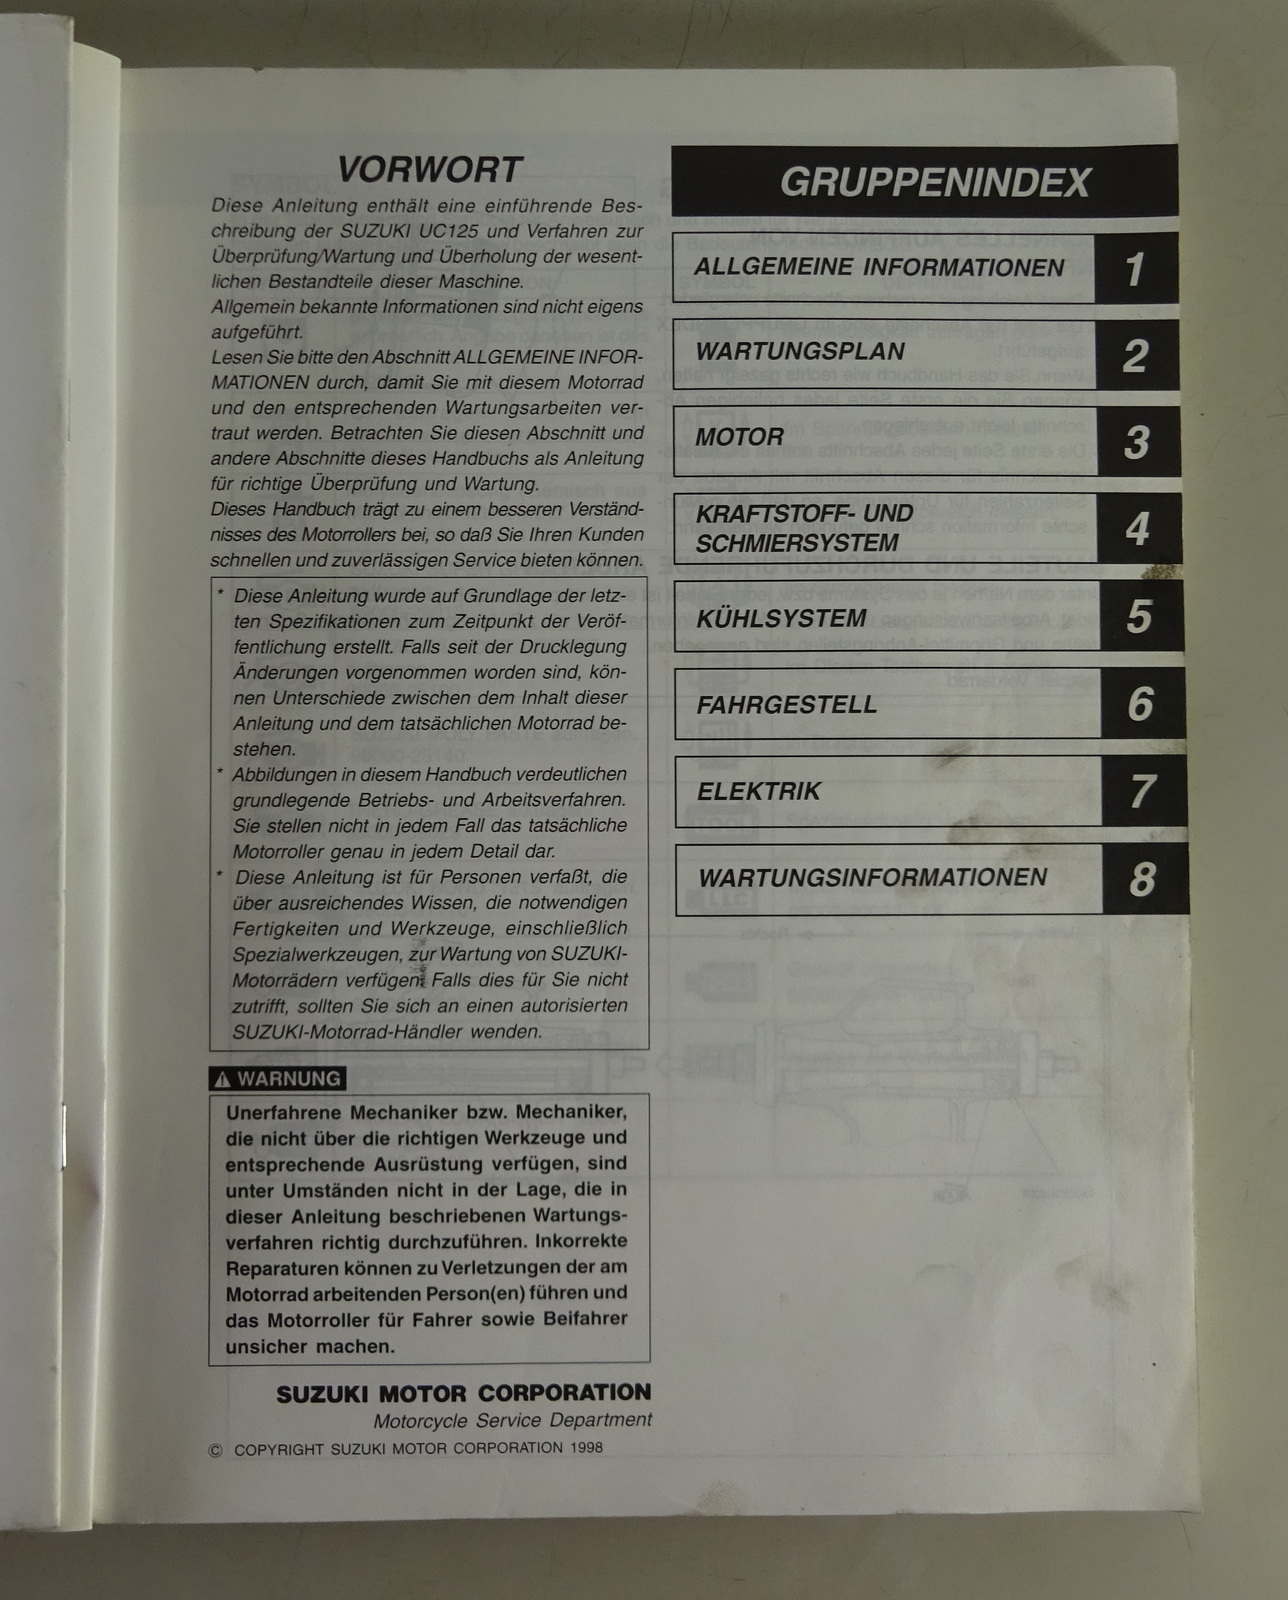 VORWORT
Diese Anleitung enthält eine einführende Bes-
chreibung der SUZUKI UC125 und Verfahren zur
Überprüfung/Wartung und Überholung der wesent-
lichen Bestandteile dieser Maschine.
Allgemein bekannte Informationen sind nicht eigens
aufgeführt.
Lesen Sie bitte den Abschnitt ALLGEMEINE INFOR-
MATIONEN durch, damit Sie mit diesem Motorrad
und den entsprechenden Wartungsarbeiten ver-
traut werden. Betrachten Sie diesen Abschnitt und
andere Abschnitte dieses Handbuchs als Anleitung
für richtige Überprüfung und Wartung.
Dieses Handbuch trägt zu einem besseren Verständ-
nisses des Motorrollers bei, so daß Sie Ihren Kunden
schnellen und zuverlässigen Service bieten können.
* Diese Anleitung wurde auf Grundlage der letz-
ten Spezifikationen zum Zeitpunkt der Veröf-
fentlichung erstellt. Falls seit der Drucklegung
Änderungen vorgenommen worden sind, kön-
nen Unterschiede zwischen dem Inhalt dieser
Anleitung und dem tatsächlichen Motorrad be-
stehen.
* Abbildungen in diesem Handbuch verdeutlichen
grundlegende Betriebs- und Arbeitsverfahren.
Sie stellen nicht in jedem Fall das tatsächliche
Motorroller genau in jedem Detail dar.
* Diese Anleitung ist für Personen verfaßt, die
über ausreichendes Wissen, die notwendigen
Fertigkeiten und Werkzeuge, einschließlich
Spezialwerkzeugen, zur Wartung von SUZUKI-
Motorrädern verfügen. Falls dies für Sie nicht
zutrifft, sollten Sie sich an einen autorisierten
SUZUKI-Motorrad-Händler wenden.
⚠ WARNUNG
Unerfahrene Mechaniker bzw. Mechaniker,
die nicht über die richtigen Werkzeuge und
entsprechende Ausrüstung verfügen, sind
unter Umständen nicht in der Lage, die in
dieser Anleitung beschriebenen Wartungs-
verfahren richtig durchzuführen. Inkorrekte
Reparaturen können zu Verletzungen der am
Motorrad arbeitenden Person(en) führen und
das Motorroller für Fahrer sowie Beifahrer
unsicher machen.
SUZUKI MOTOR CORPORATION
Motorcycle Service Department
© COPYRIGHT SUZUKI MOTOR CORPORATION 1998
GRUPPENINDEX
ALLGEMEINE INFORMATIONEN 1
WARTUNGSPLAN 2
MOTOR 3
KRAFTSTOFF- UND
SCHMIERSYSTEM 4
KÜHLSYSTEM 5
FAHRGESTELL 6
ELEKTRIK 7
WARTUNGSINFORMATIONEN 8